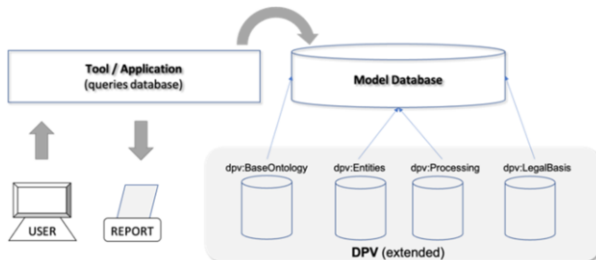 Tool / Application
(queries database)
Model Database
dpv:BaseOntology
dpv:Entities
dpv:Processing
dpv:LegalBasis
USER
REPORT
DPV (extended)